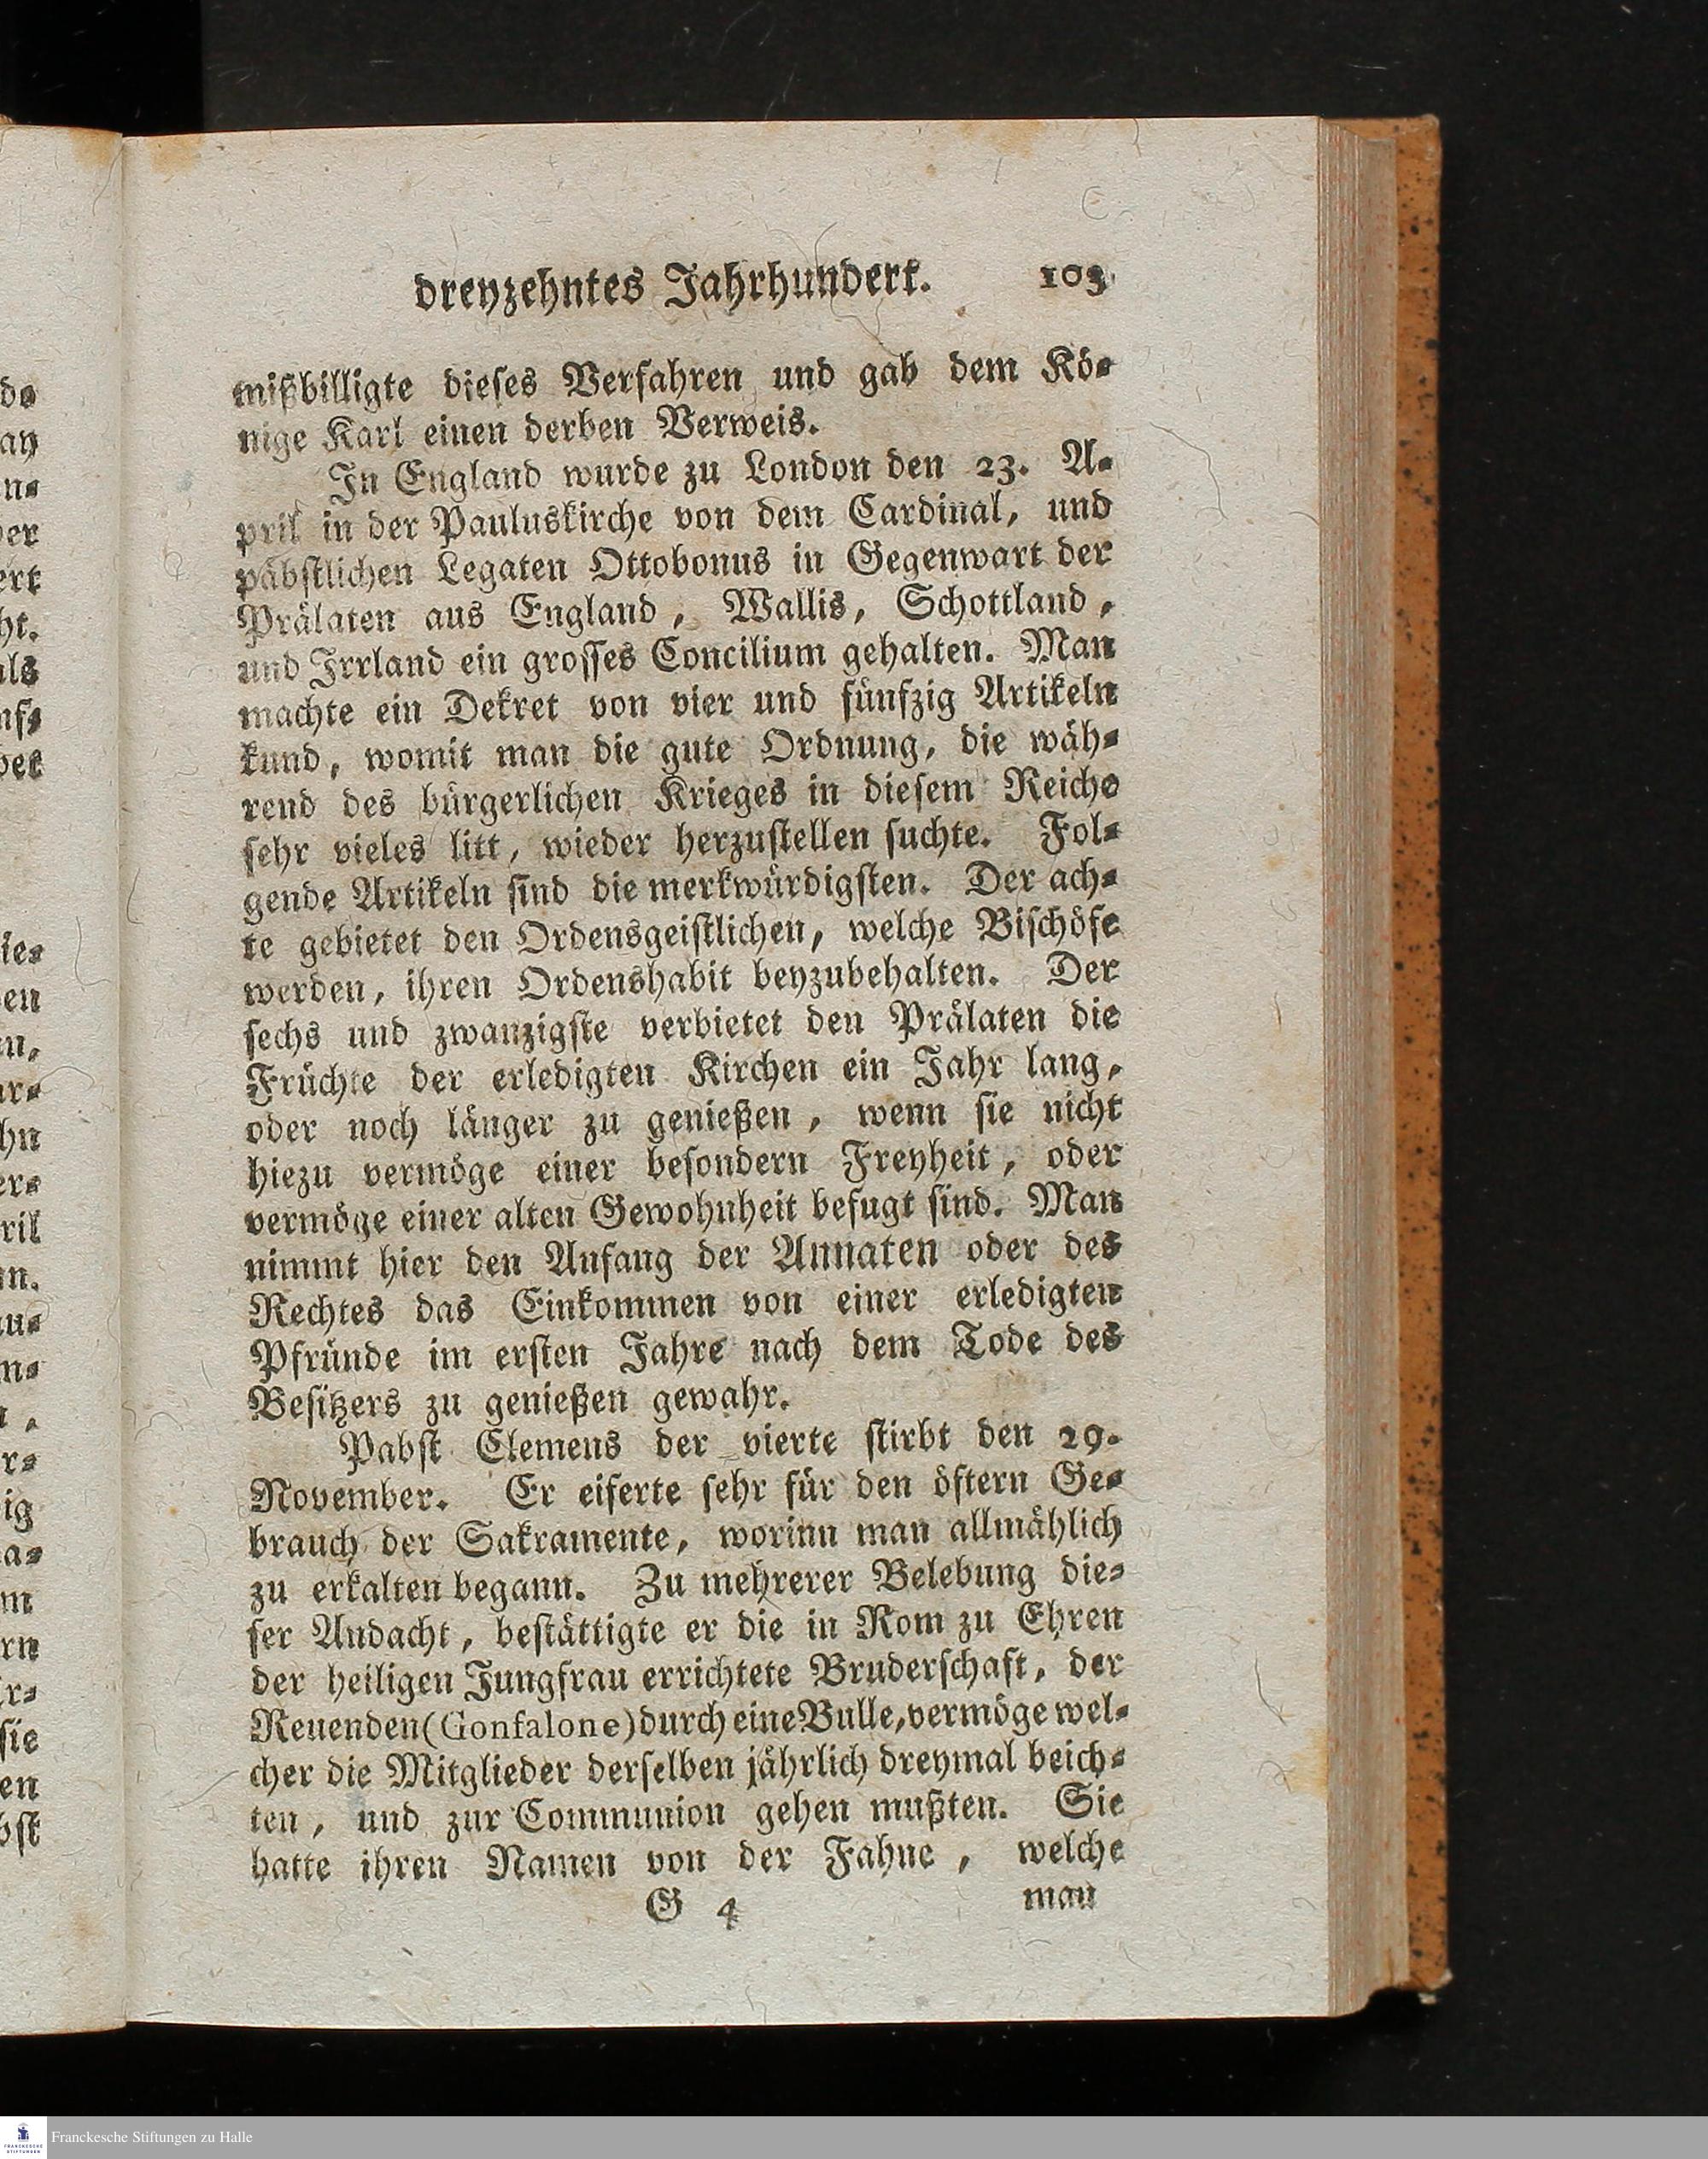 dreyzehntes Jahrhundert. 103
mißbilligte dieses Verfahren und gab dem Kö-
nige Karl einen derben Verweis.
In England wurde zu London den 23. A-
pril in der Pauluskirche von dem Cardinal, und
päbstlichen Legaten Ottobonus in Gegenwart der
Prälaten aus England, Wallis, Schottland,
und Irrland ein grosses Concilium gehalten. Man
machte ein Dekret von vier und fünfzig Artikeln
kund, womit man die gute Ordnung, die wäh-
rend des bürgerlichen Krieges in diesem Reiche
sehr vieles litt, wieder herzustellen suchte. Fol-
gende Artikeln sind die merkwürdigsten. Der ach-
te gebietet den Ordensgeistlichen, welche Bischöfe
werden, ihren Ordenshabit beyzubehalten. Der
sechs und zwanzigste verbietet den Prälaten die
Früchte der erledigten Kirchen ein Jahr lang,
oder noch länger zu genießen, wenn sie nicht
hiezu vermöge einer besondern Freyheit, oder
vermöge einer alten Gewohnheit befugt sind. Man
nimmt hier den Anfang der Annaten oder des
Rechtes das Einkommen von einer erledigten
Pfründe im ersten Jahre nach dem Tode des
Besitzers zu genießen gewahr.
Pabst Clemens der vierte stirbt den 29.
November. Er eiferte sehr für den öftern Ge-
brauch der Sakramente, worinn man allmählich
zu erkalten begann. Zu mehrerer Belebung die-
ser Andacht, bestättigte er die in Rom zu Ehren
der heiligen Jungfrau errichtete Bruderschaft, der
Reuenden (Gonfalone) durch eine Bulle, vermöge wel-
cher die Mitglieder derselben jährlich dreymal beich-
ten, und zur Communion gehen mußten. Sie
hatte ihren Namen von der Fahne, welche
G 4 man
Franckesche Stiftungen zu Halle